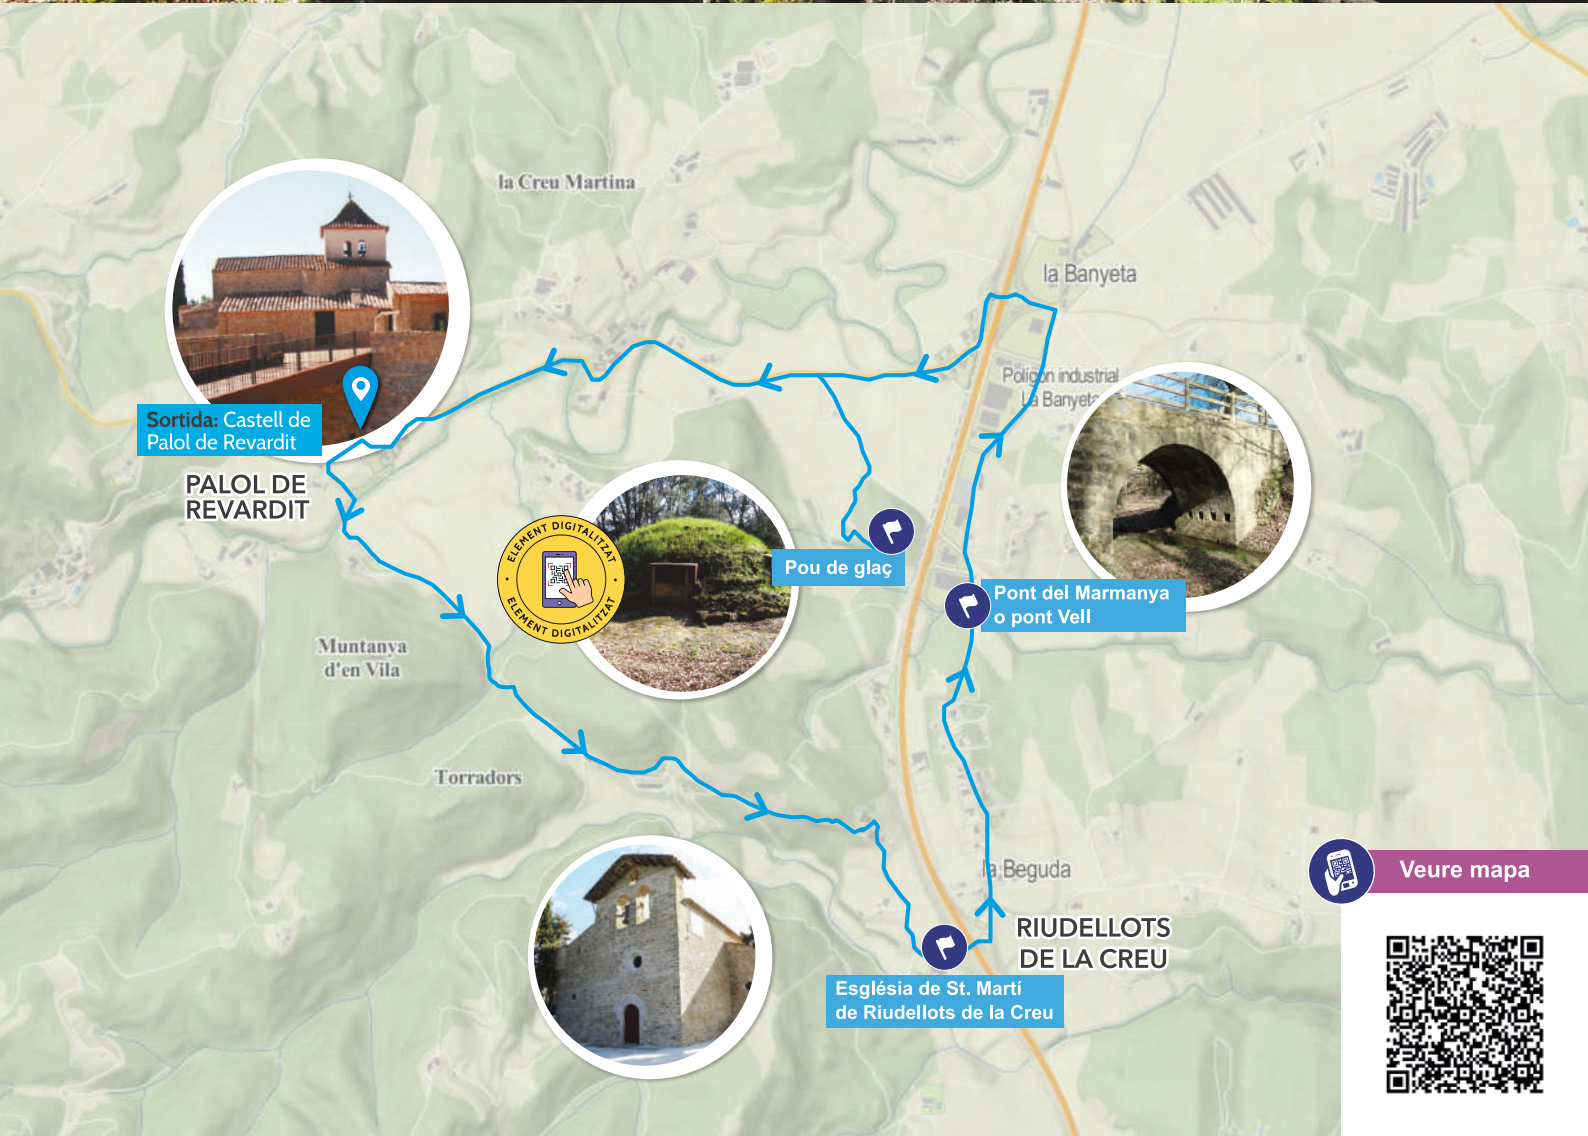 la Creu Martina
la Banyeta
Polígon industrial
La Banyeta
Sortida: Castell de
Palol de Revardit
PALOL DE
REVARDIT
ELEMENT DIGITALITZAT
ELEMENT DIGITALITZAT
Pou de glaç
Pont del Marmanya
o pont Vell
Muntanya
d'en Vila
Torradors
la Beguda
Veure mapa
RIUDELLOTS
DE LA CREU
Església de St. Martí
de Riudellots de la Creu